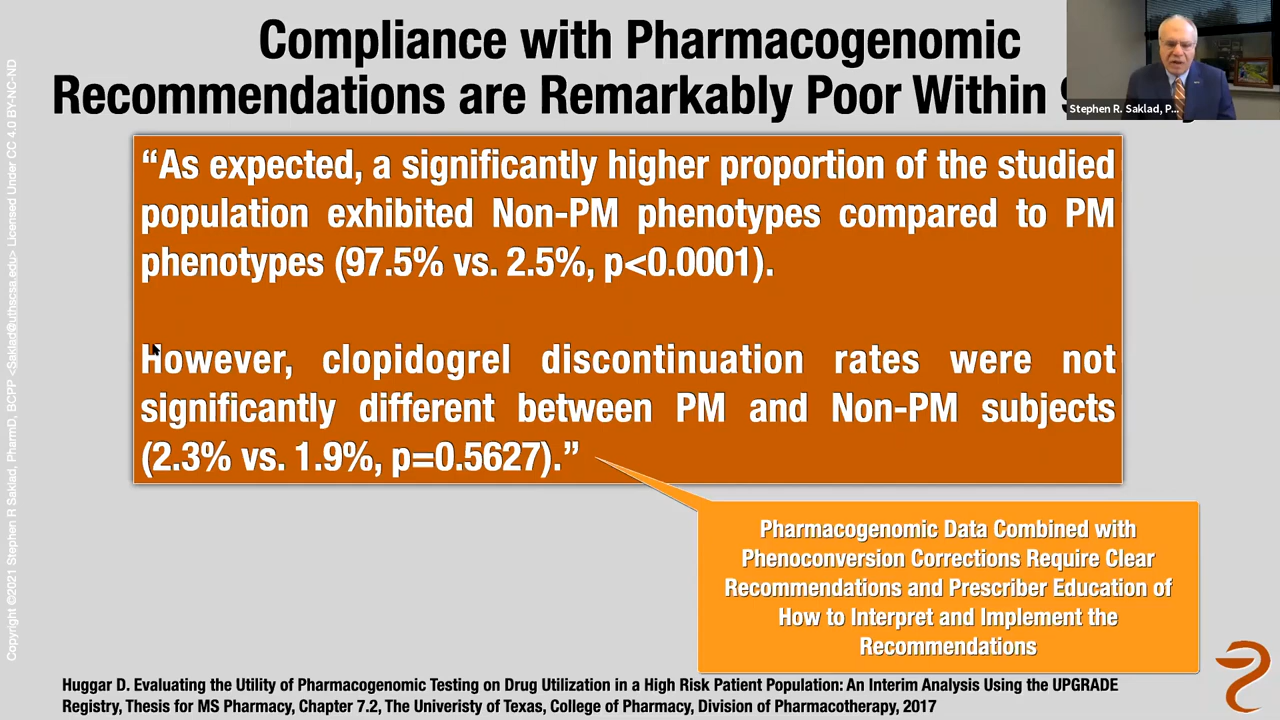 Compliance with Pharmacogenomic
Recommendations are Remarkably Poor Within
Stephen R. Saklad, P...
“As expected, a significantly higher proportion of the studied
population exhibited Non-PM phenotypes compared to PM
phenotypes (97.5% vs. 2.5%, p<0.0001).
However, clopidogrel discontinuation rates were not
significantly different between PM and Non-PM subjects
(2.3% vs. 1.9%, p=0.5627).”
Pharmacogenomic Data Combined with
Phenoconversion Corrections Require Clear
Recommendations and Prescriber Education of
How to Interpret and Implement the
Recommendations
Huggar D. Evaluating the Utility of Pharmacogenomic Testing on Drug Utilization in a High Risk Patient Population: An Interim Analysis Using the UPGRADE
Registry, Thesis for MS Pharmacy, Chapter 7.2, The Univeristy of Texas, College of Pharmacy, Division of Pharmacotherapy, 2017
Copyright ©2021 Stephen R Saklad, PharmD, BCPP <Saklad@uthscsa.edu> Licensed Under CC 4.0 BY-NC-ND